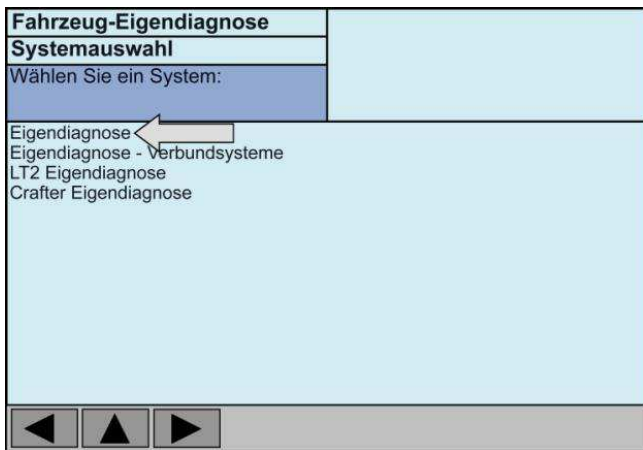 Fahrzeug-Eigendiagnose
Systemauswahl
Wählen Sie ein System:
Eigendiagnose
Eigendiagnose - Verbundsysteme
LT2 Eigendiagnose
Crafter Eigendiagnose